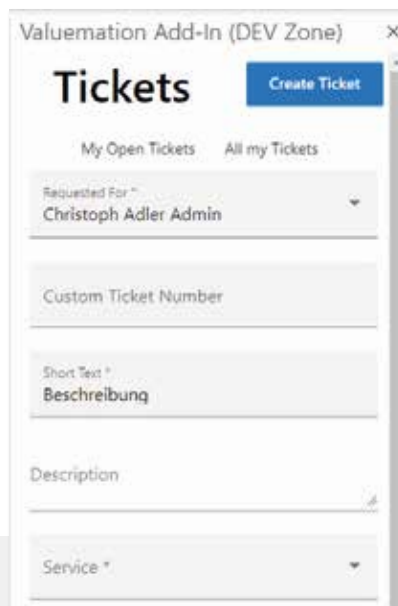 Valuemation Add-In (DEV Zone)
Tickets
Create Ticket
My Open Tickets All my Tickets
Requested For *
Christoph Adler Admin
Custom Ticket Number
Short Text *
Beschreibung
Description
Service *